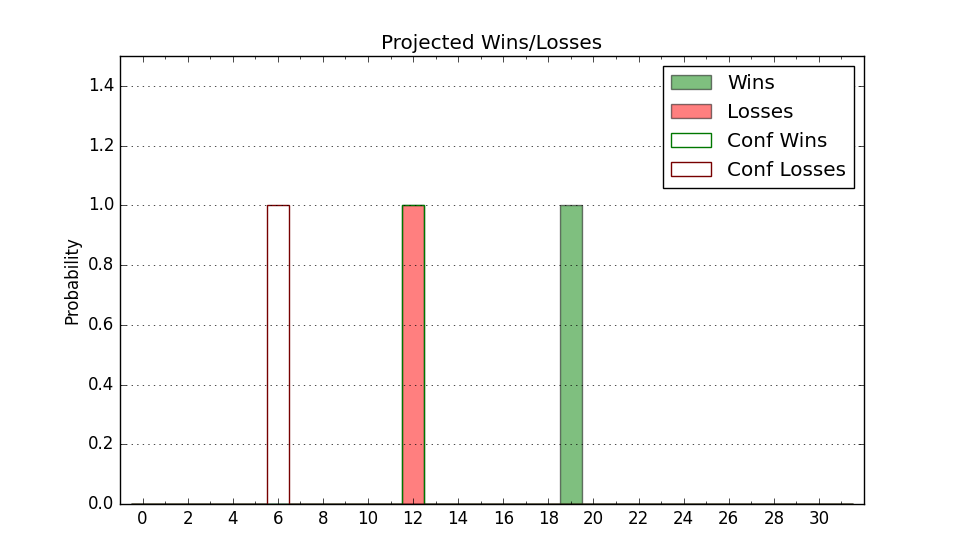 Projected Wins/Losses
Wins
Losses
Conf Wins
Conf Losses
Probability
1.4
1.2
1.0
0.8
0.6
0.4
0.2
0.0
0 2 4 6 8 10 12 14 16 18 20 22 24 26 28 30